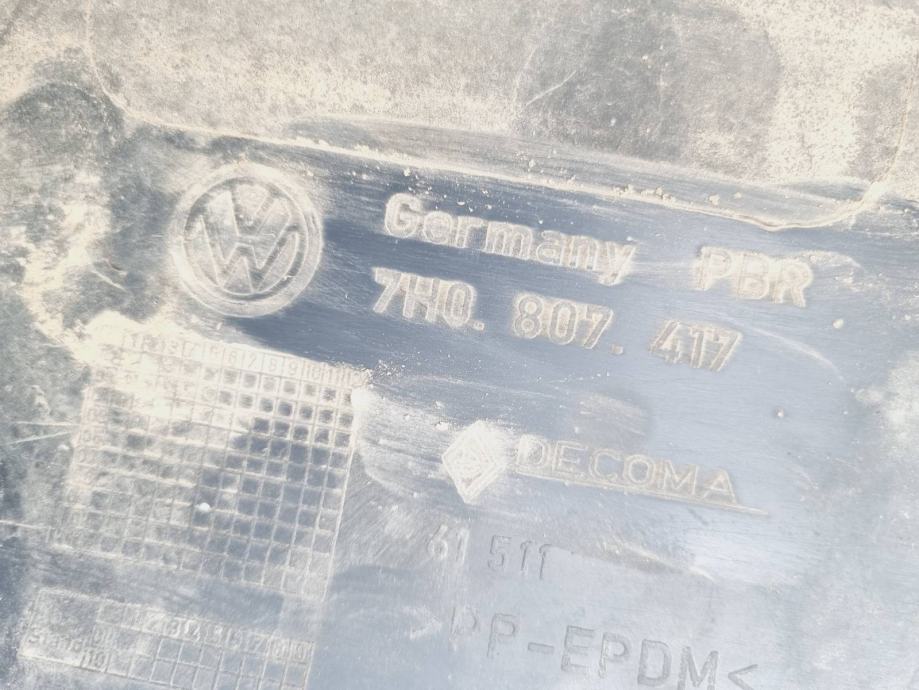 Germany PBR
7H0. 807. 417
DECOMA
61 511
>PP-EPDM<